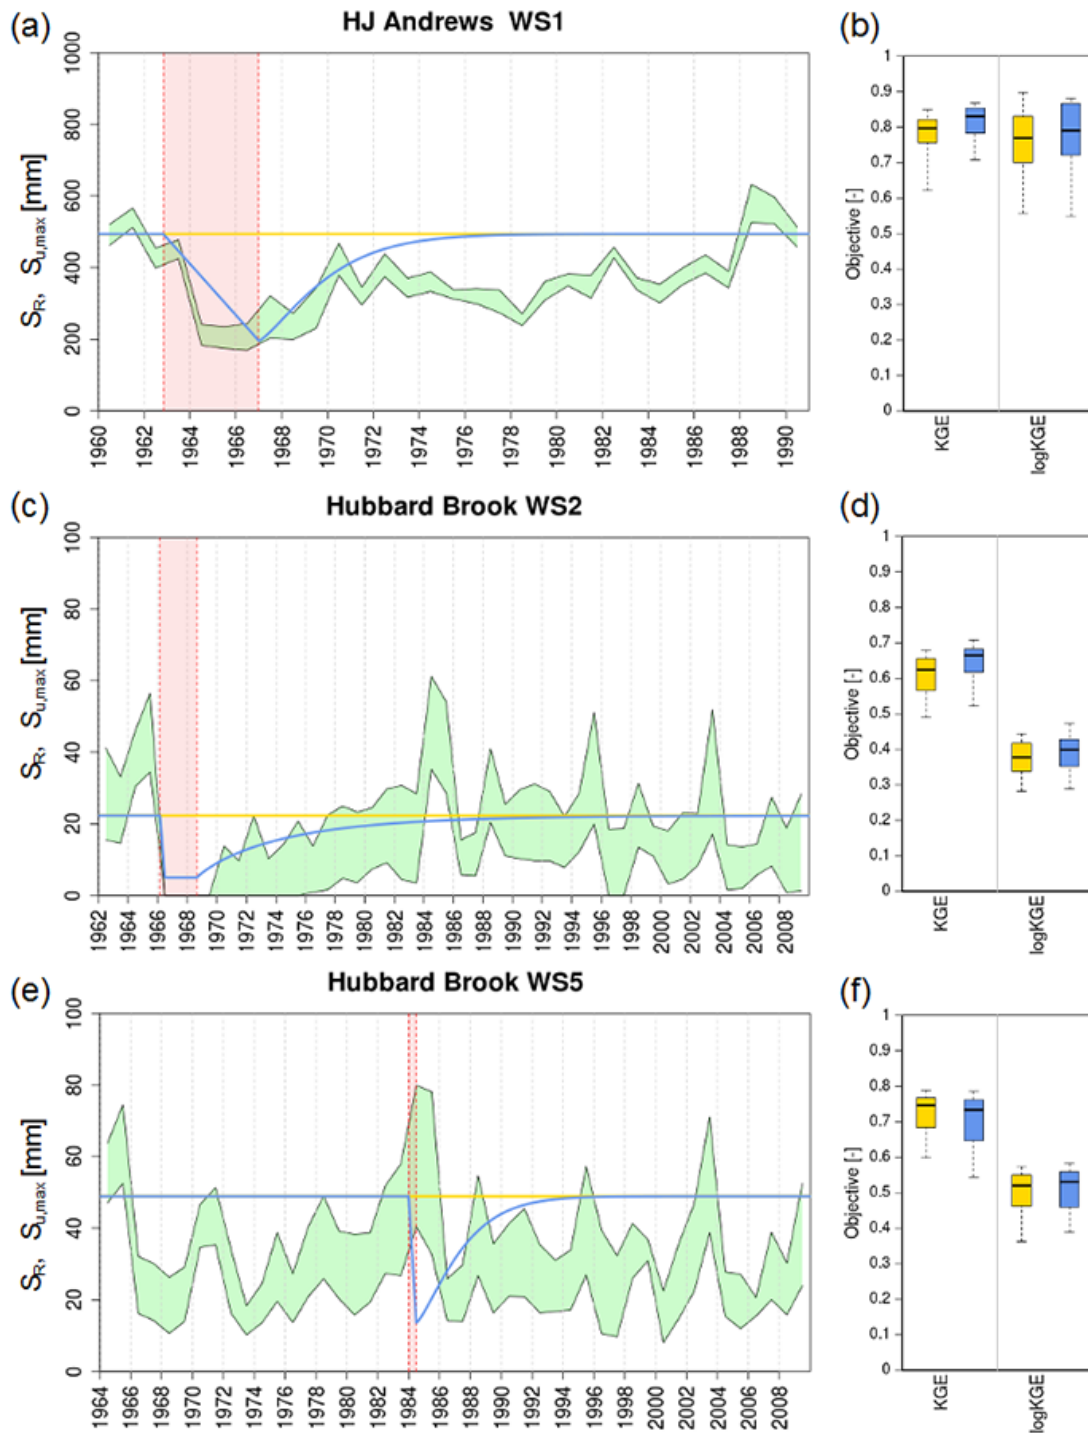 (a) HJ Andrews WS1 (b)
S_R, S_u,max [mm]
0 200 400 600 800 1000
1960 1962 1964 1966 1968 1970 1972 1974 1976 1978 1980 1982 1984 1986 1988 1990
Objective [-]
1
0.9
0.8
0.7
0.6
0.5
0.4
0.3
0.2
0.1
0
KGE logKGE
(c) Hubbard Brook WS2 (d)
S_R, S_u,max [mm]
0 20 40 60 80 100
1962 1964 1966 1968 1970 1972 1974 1976 1978 1980 1982 1984 1986 1988 1990 1992 1994 1996 1998 2000 2002 2004 2006 2008
Objective [-]
1
0.9
0.8
0.7
0.6
0.5
0.4
0.3
0.2
0.1
0
KGE logKGE
(e) Hubbard Brook WS5 (f)
S_R, S_u,max [mm]
0 20 40 60 80 100
1964 1966 1968 1970 1972 1974 1976 1978 1980 1982 1984 1986 1988 1990 1992 1994 1996 1998 2000 2002 2004 2006 2008
Objective [-]
1
0.9
0.8
0.7
0.6
0.5
0.4
0.3
0.2
0.1
0
KGE logKGE